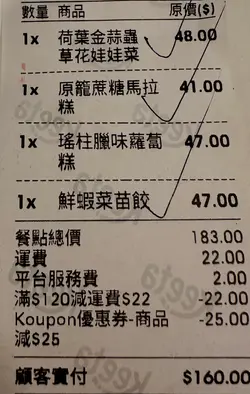 數量 商品 原價($)
1x 荷葉金蒜蟲 48.00
草花娃娃菜
1x 原籠蔗糖馬拉 41.00
糕
1x 瑤柱臘味蘿蔔 47.00
糕
1x 鮮蝦菜苗餃 47.00
餐點總價 183.00
運費 22.00
平台服務費 2.00
滿$120減運費$22 -22.00
Koupon優惠券-商品 -25.00
減$25
顧客實付 $160.00